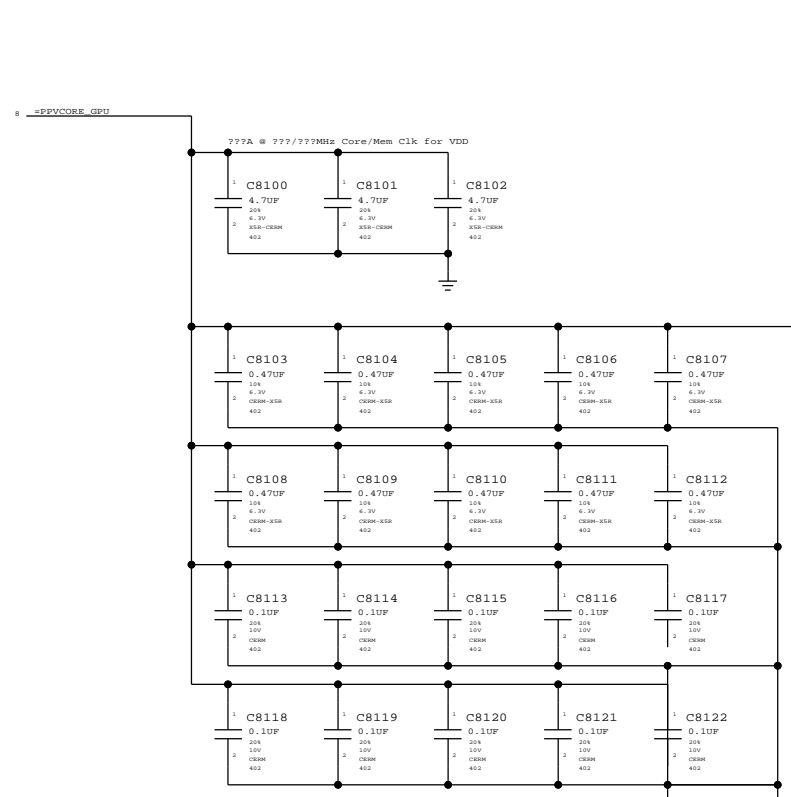 8 =PPVCORE_GPU
???A @ ???/???MHz Core/Mem Clk for VDD
1 C8100 1 C8101 1 C8102
4.7UF 4.7UF 4.7UF
20% 20% 20%
6.3V 6.3V 6.3V
2 X5R-CERM 2 X5R-CERM 2 X5R-CERM
402 402 402
1 C8103 1 C8104 1 C8105 1 C8106 1 C8107
0.47UF 0.47UF 0.47UF 0.47UF 0.47UF
10% 10% 10% 10% 10%
6.3V 6.3V 6.3V 6.3V 6.3V
2 CERM-X5R 2 CERM-X5R 2 CERM-X5R 2 CERM-X5R 2 CERM-X5R
402 402 402 402 402
1 C8108 1 C8109 1 C8110 1 C8111 1 C8112
0.47UF 0.47UF 0.47UF 0.47UF 0.47UF
10% 10% 10% 10% 10%
6.3V 6.3V 6.3V 6.3V 6.3V
2 CERM-X5R 2 CERM-X5R 2 CERM-X5R 2 CERM-X5R 2 CERM-X5R
402 402 402 402 402
1 C8113 1 C8114 1 C8115 1 C8116 1 C8117
0.1UF 0.1UF 0.1UF 0.1UF 0.1UF
20% 20% 20% 20% 20%
10V 10V 10V 10V 10V
2 CERM 2 CERM 2 CERM 2 CERM 2 CERM
402 402 402 402 402
1 C8118 1 C8119 1 C8120 1 C8121 1 C8122
0.1UF 0.1UF 0.1UF 0.1UF 0.1UF
20% 20% 20% 20% 20%
10V 10V 10V 10V 10V
2 CERM 2 CERM 2 CERM 2 CERM 2 CERM
402 402 402 402 402